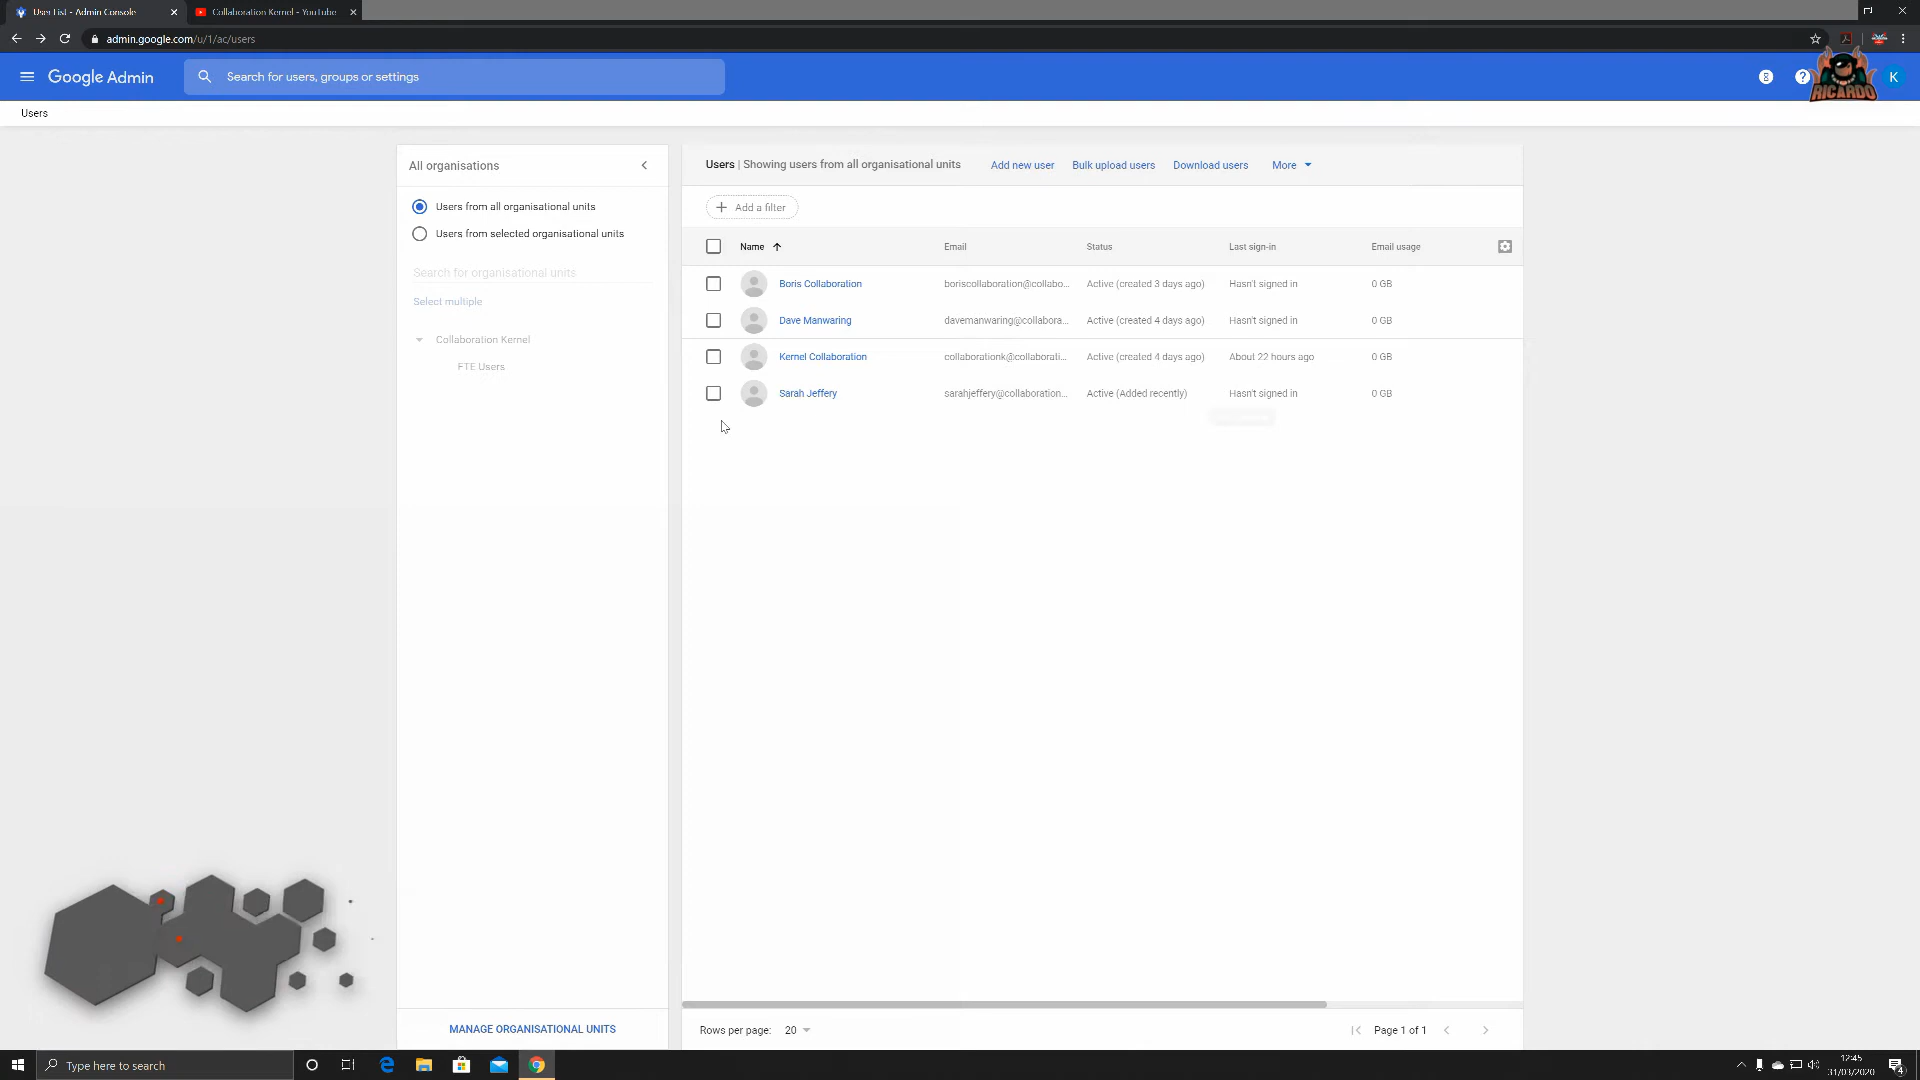 User List - Admin Console
Collaboration Kernel - YouTube
admin.google.com/u/1/ac/users
Google Admin
Search for users, groups or settings
K
RICARDO
Users
All organisations
Users from all organisational units
Users from selected organisational units
Search for organisational units
Select multiple
Collaboration Kernel
FTE Users
MANAGE ORGANISATIONAL UNITS
Users | Showing users from all organisational units Add new user Bulk upload users Download users More
Add a filter
Name Email Status Last sign-in Email usage
Boris Collaboration boriscollaboration@collabo... Active (created 3 days ago) Hasn't signed in 0 GB
Dave Manwaring davemanwaring@collabora... Active (created 4 days ago) Hasn't signed in 0 GB
Kernel Collaboration collaborationk@collaborati... Active (created 4 days ago) About 22 hours ago 0 GB
Sarah Jeffery sarahjeffery@collaboration... Active (Added recently) Hasn't signed in 0 GB
Rows per page: 20 Page 1 of 1
Type here to search
12:45
31/03/2020
4